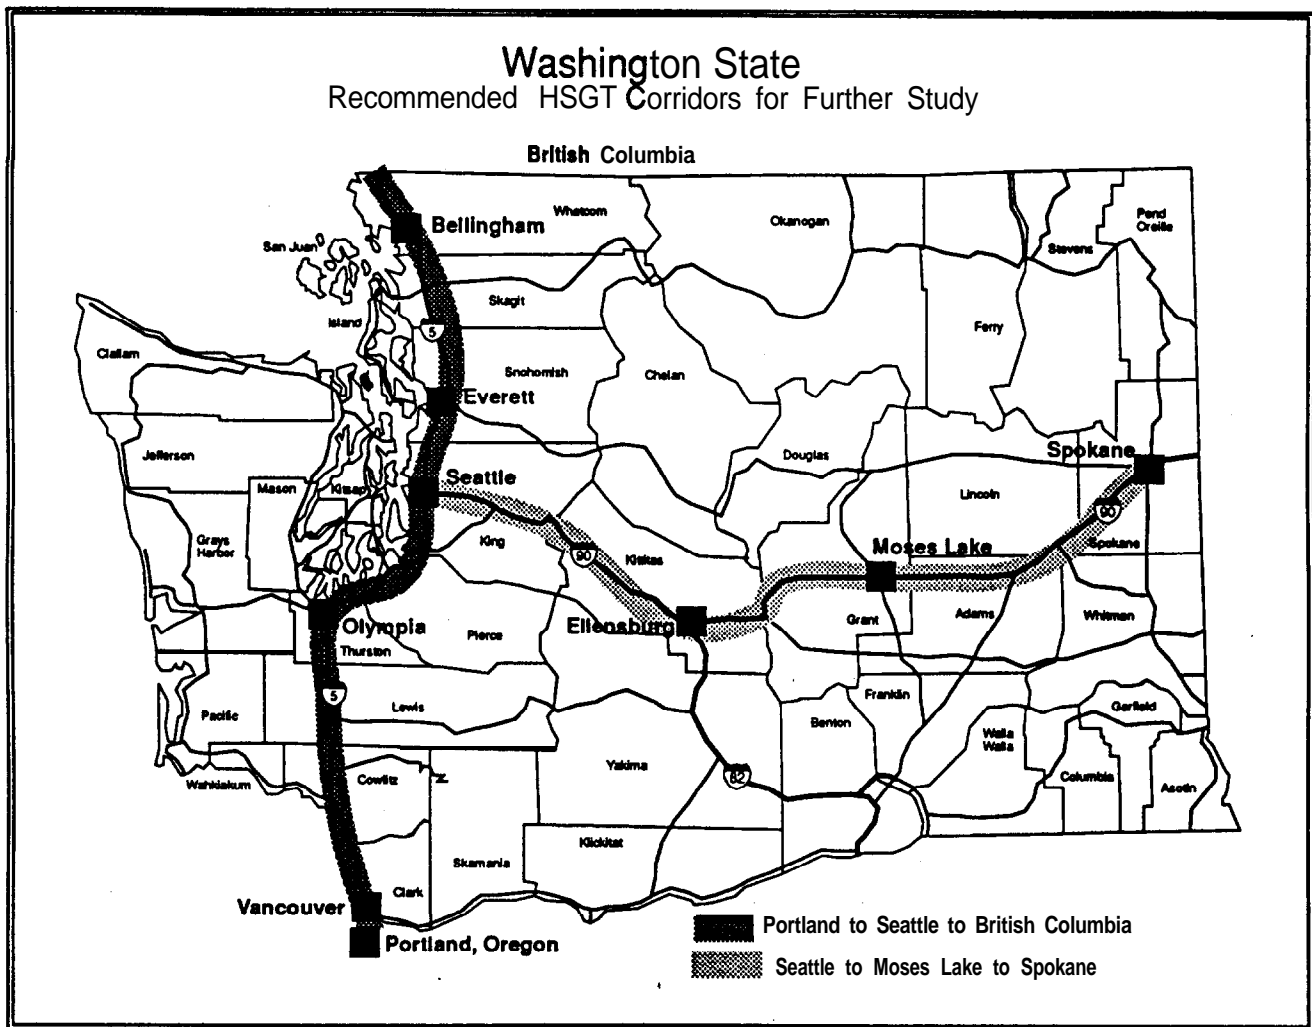 Washington State
Recommended HSGT Corridors for Further Study
British Columbia
Bellingham
Whatcom
Okanogan
Pend
Oreille
Stevens
San Juan
Skagit
Island
5
Ferry
Clallam
Snohomish
Chelan
Everett
Jefferson
Douglas
Spokane
Seattle
Mason
Kitsap
Lincoln
90
Grays
Harbor
King
90
Kittitas
Moses Lake
Spokane
Olympia
Pierce
Ellensburg
Grant
Adams
Whitman
Thurston
5
Lewis
Pacific
Franklin
Benton
Garfield
Walla
Walla
Yakima
82
Columbia
Asotin
Cowlitz
Wahkiakum
Klickitat
Skamania
Clark
Vancouver
Portland, Oregon
Portland to Seattle to British Columbia
Seattle to Moses Lake to Spokane